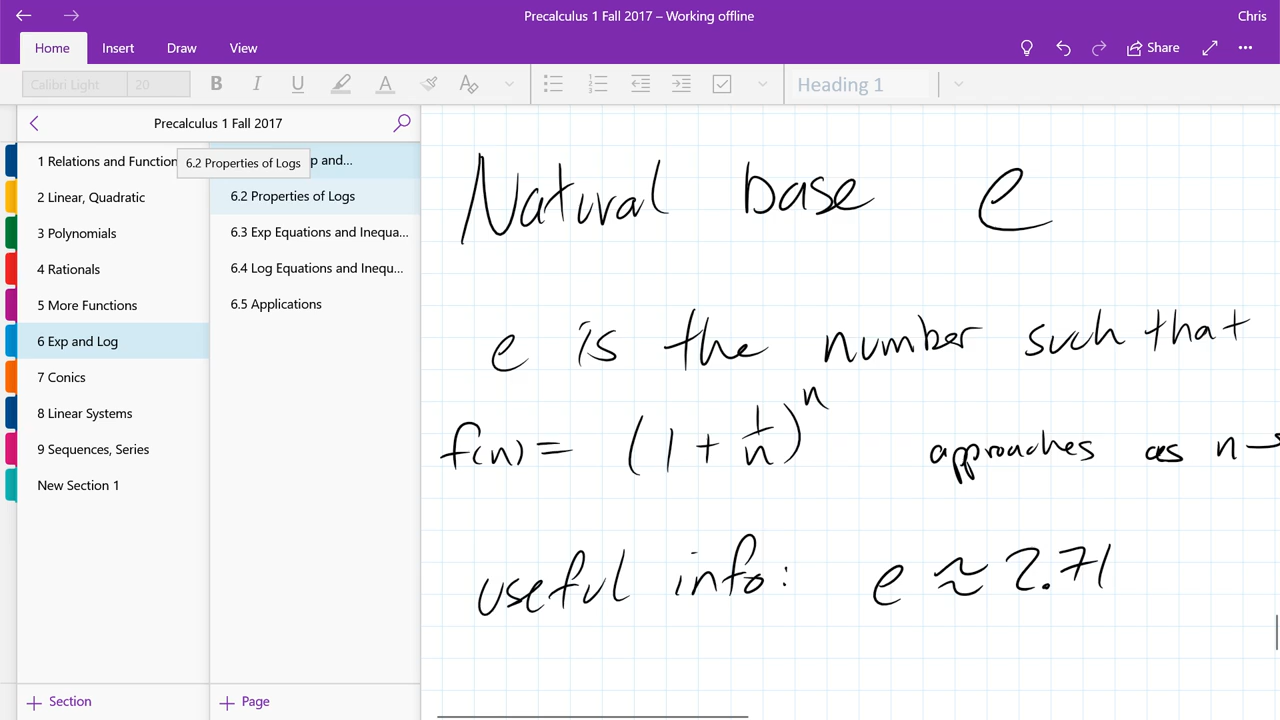 Precalculus 1 Fall 2017 – Working offline
Chris
Home Insert Draw View
Share
Calibri Light 20
B I U A
Heading 1
Precalculus 1 Fall 2017
1 Relations and Function
2 Linear, Quadratic
3 Polynomials
4 Rationals
5 More Functions
6 Exp and Log
7 Conics
8 Linear Systems
9 Sequences, Series
New Section 1
6.2 Properties of Logs
p and...
6.2 Properties of Logs
6.3 Exp Equations and Inequa...
6.4 Log Equations and Inequ...
6.5 Applications
+ Section
+ Page
Natural base e
e is the number such that
f(n) = (1 + 1/n)^n approaches as n→
useful info: e ≈ 2.71